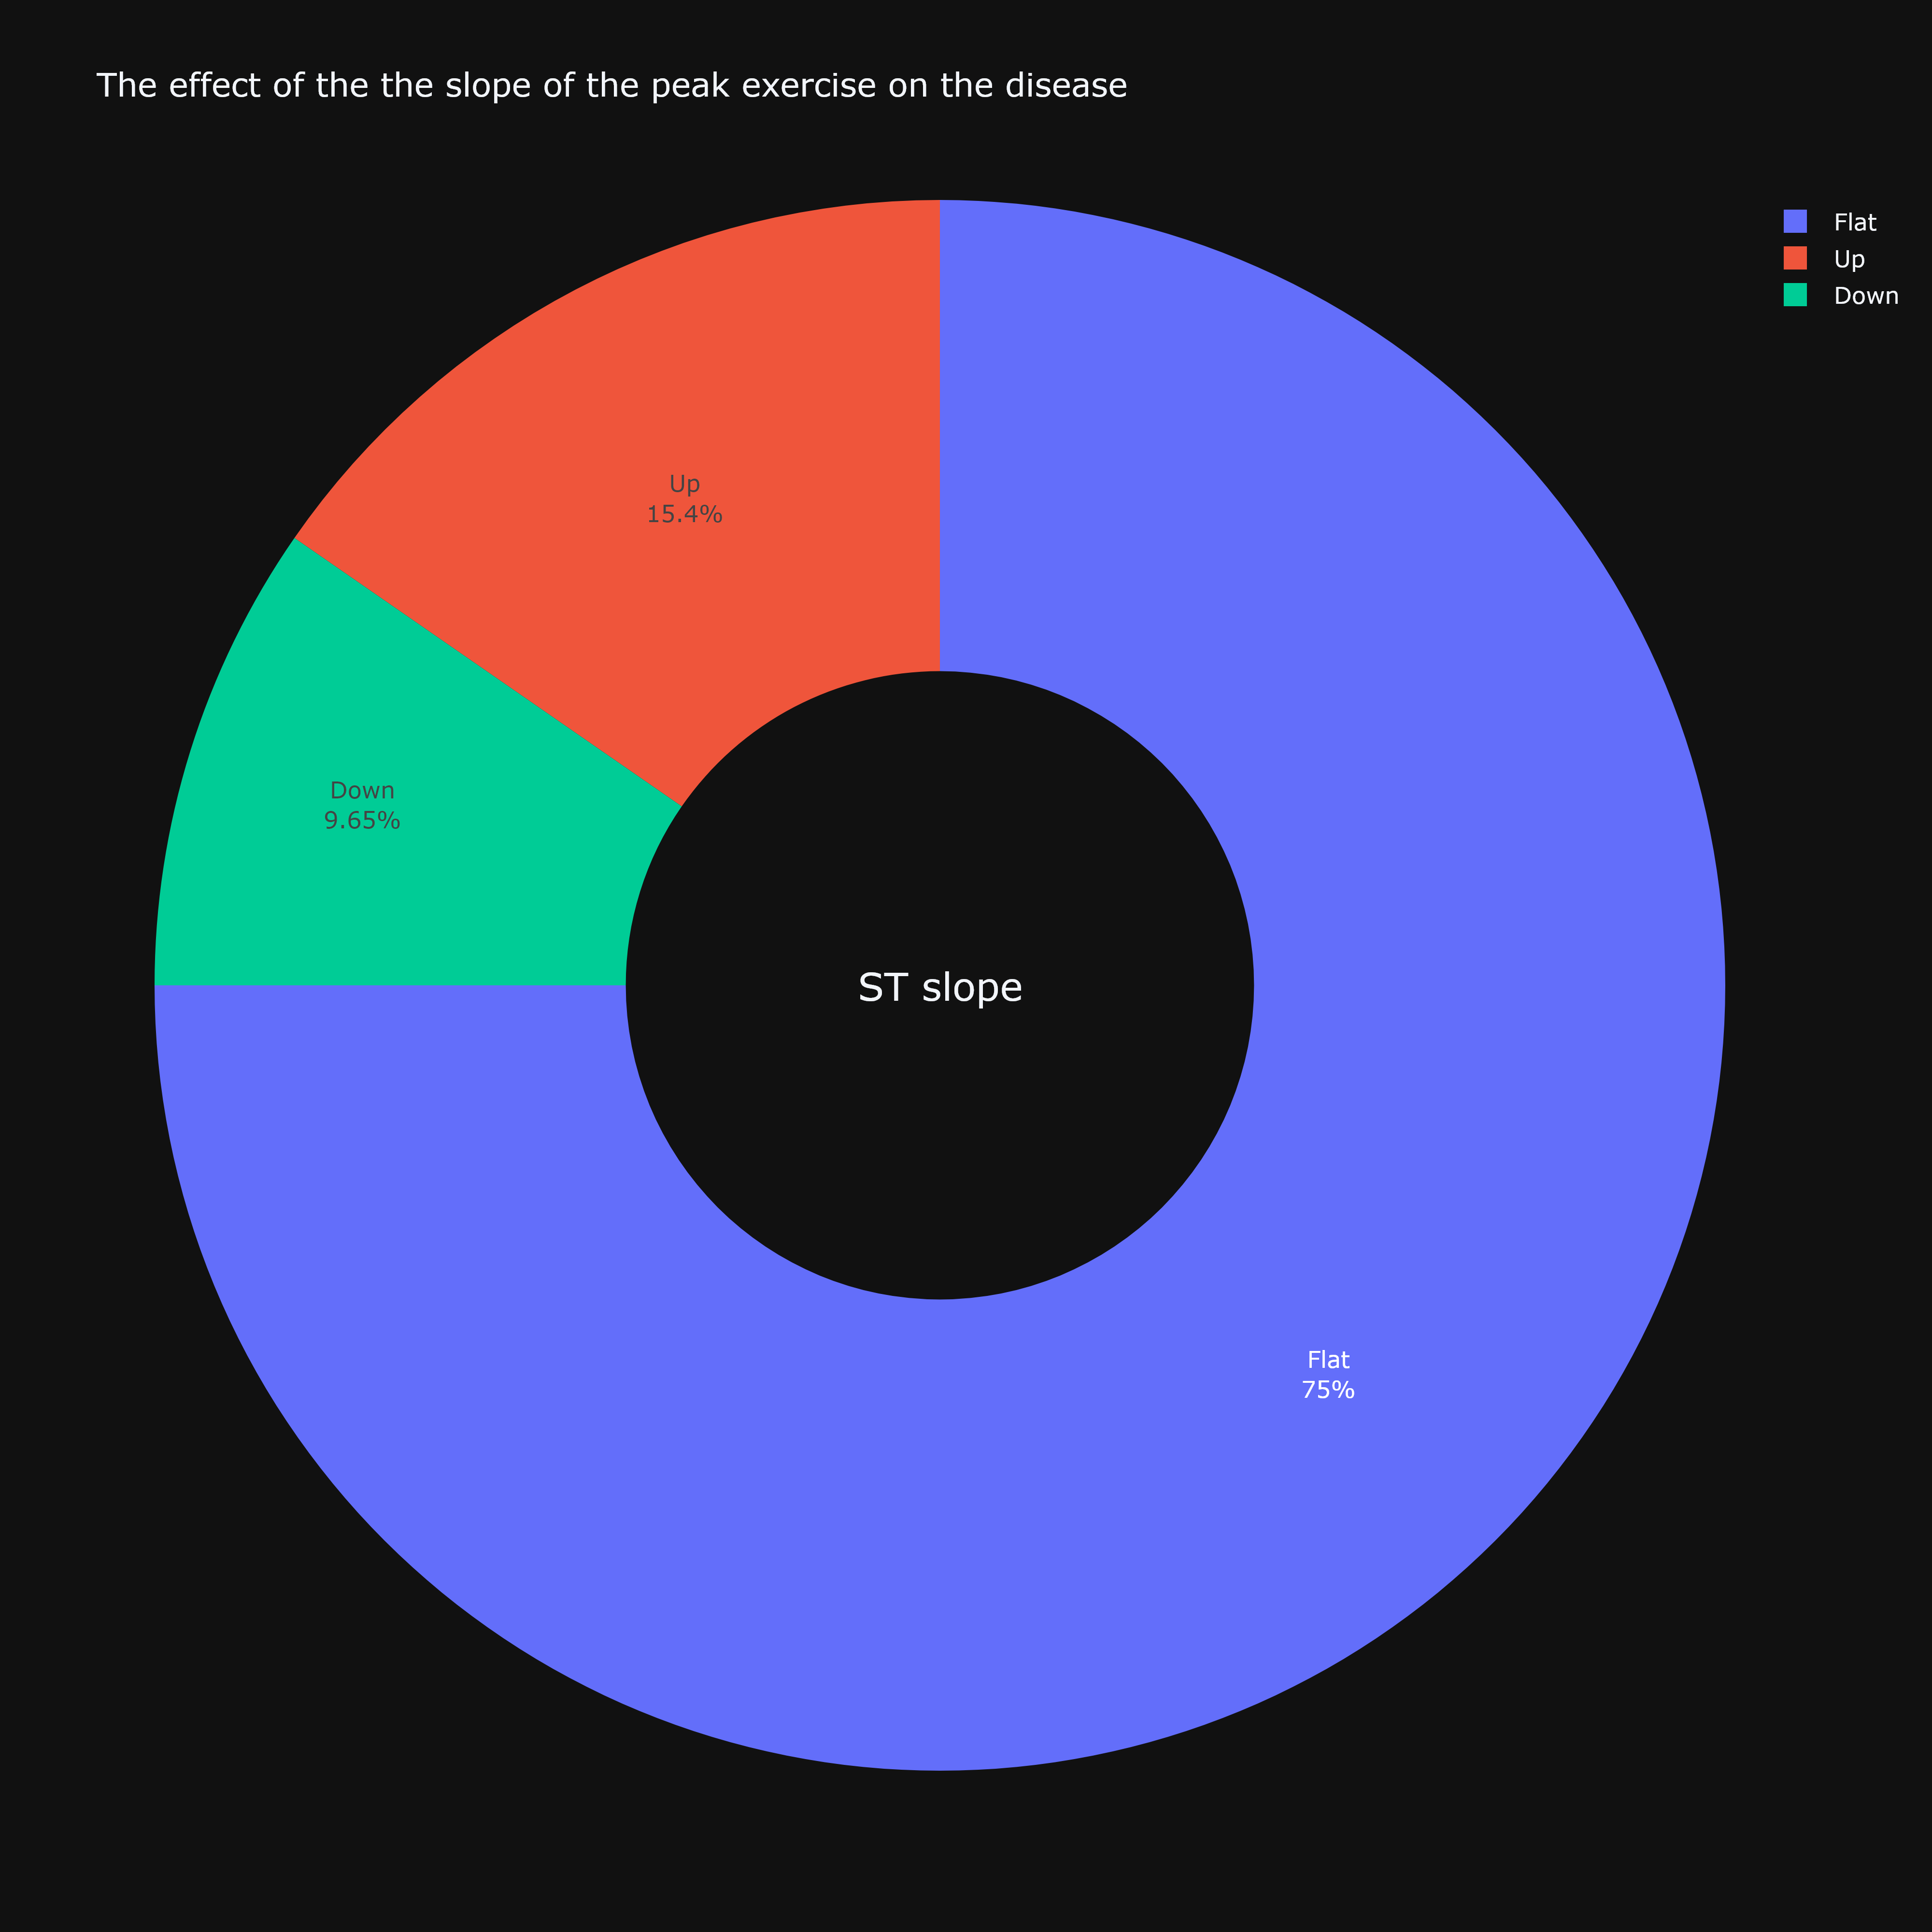 The effect of the the slope of the peak exercise on the disease
Flat
Up
Down
Up
15.4%
Down
9.65%
ST slope
Flat
75%